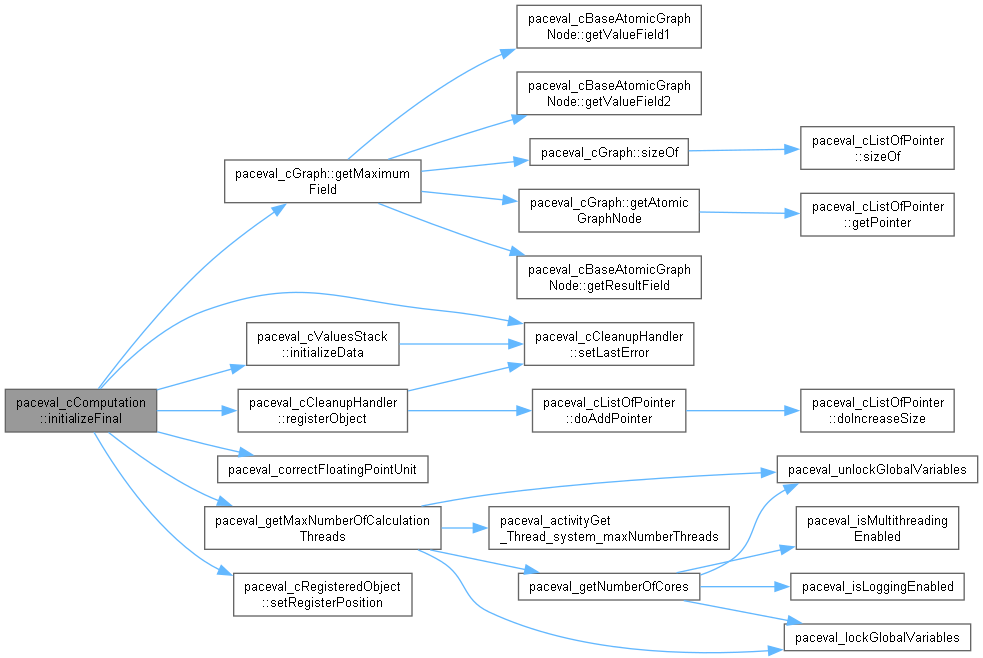 paceval_cBaseAtomicGraph
Node::getValueField1
paceval_cBaseAtomicGraph
Node::getValueField2
paceval_cGraph::sizeOf
paceval_cListOfPointer
::sizeOf
paceval_cGraph::getMaximum
Field
paceval_cGraph::getAtomic
GraphNode
paceval_cListOfPointer
::getPointer
paceval_cBaseAtomicGraph
Node::getResultField
paceval_cValuesStack
::initializeData
paceval_cCleanupHandler
::setLastError
paceval_cComputation
::initializeFinal
paceval_cCleanupHandler
::registerObject
paceval_cListOfPointer
::doAddPointer
paceval_cListOfPointer
::doIncreaseSize
paceval_correctFloatingPointUnit
paceval_unlockGlobalVariables
paceval_getMaxNumberOfCalculation
Threads
paceval_activityGet
_Thread_system_maxNumberThreads
paceval_isMultithreading
Enabled
paceval_cRegisteredObject
::setRegisterPosition
paceval_getNumberOfCores
paceval_isLoggingEnabled
paceval_lockGlobalVariables